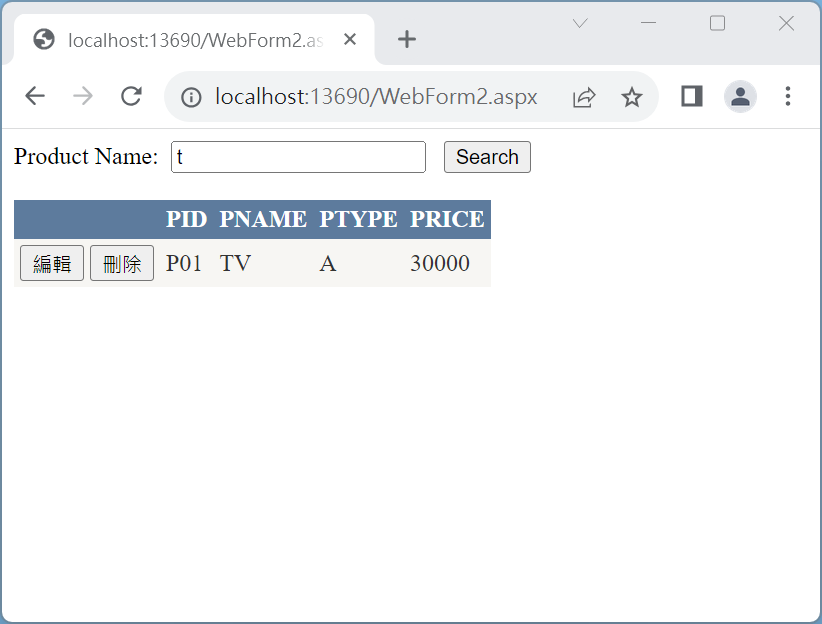 localhost:13690/WebForm2.as
localhost:13690/WebForm2.aspx
Product Name: t Search
PID PNAME PTYPE PRICE
編輯 刪除 P01 TV A 30000